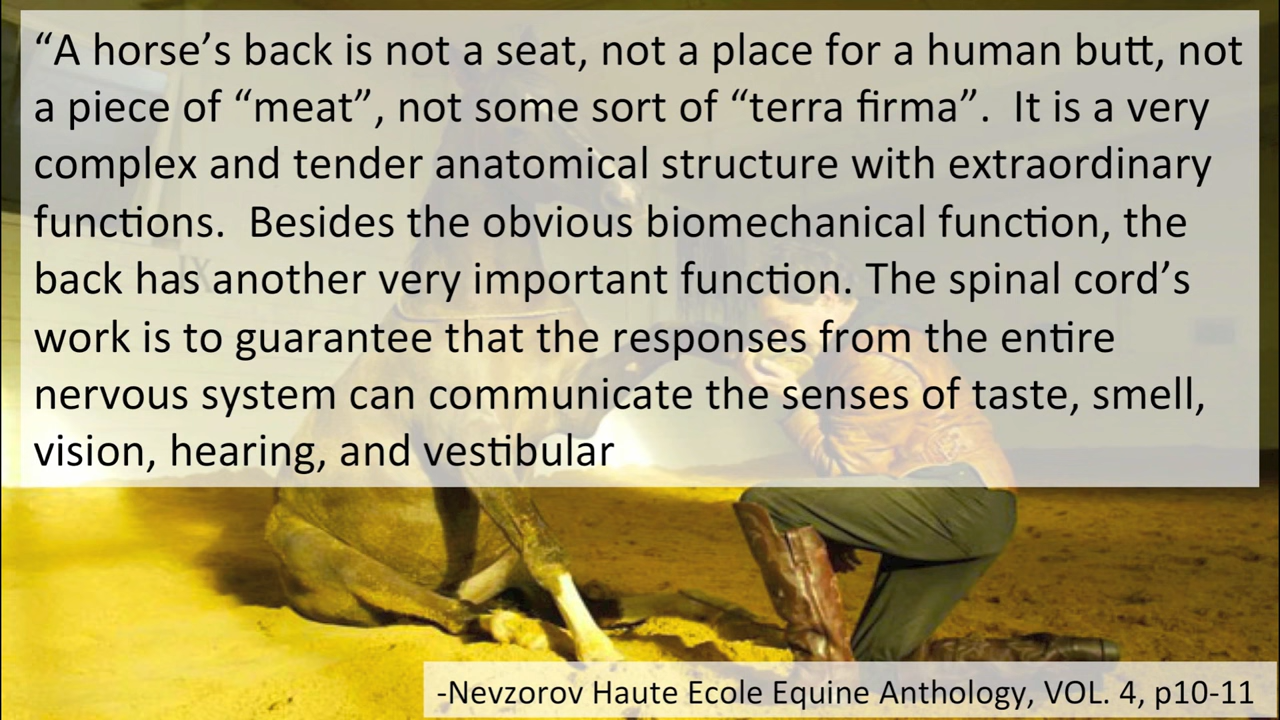 “A horse’s back is not a seat, not a place for a human butt, not
a piece of “meat”, not some sort of “terra firma”.  It is a very
complex and tender anatomical structure with extraordinary
functions.  Besides the obvious biomechanical function, the
back has another very important function. The spinal cord’s
work is to guarantee that the responses from the entire
nervous system can communicate the senses of taste, smell,
vision, hearing, and vestibular
-Nevzorov Haute Ecole Equine Anthology, VOL. 4, p10-11